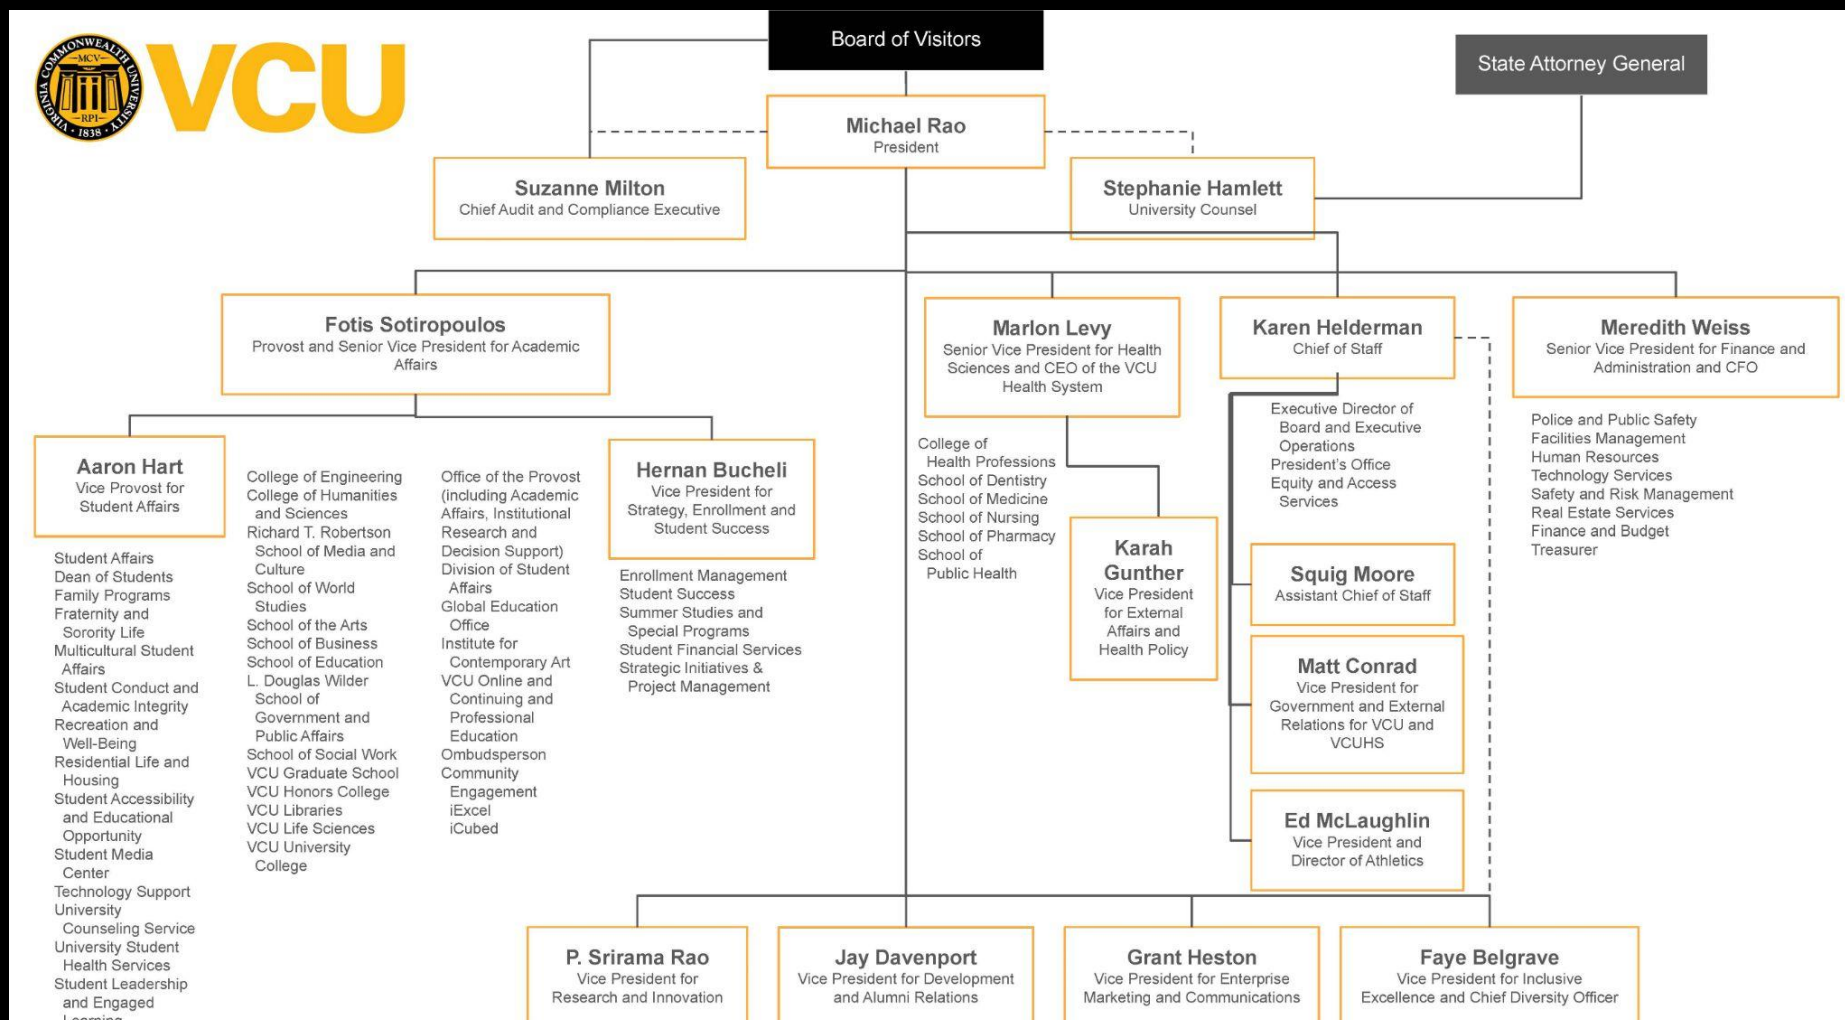 VIRGINIA COMMONWEALTH UNIVERSITY
MCV
RPI
1838
VCU
Board of Visitors
State Attorney General
Michael Rao
President
Suzanne Milton
Chief Audit and Compliance Executive
Stephanie Hamlett
University Counsel
Fotis Sotiropoulos
Provost and Senior Vice President for Academic
Affairs
Marlon Levy
Senior Vice President for Health
Sciences and CEO of the VCU
Health System
Karen Helderman
Chief of Staff
Meredith Weiss
Senior Vice President for Finance and
Administration and CFO
Aaron Hart
Vice Provost for
Student Affairs
Student Affairs
Dean of Students
Family Programs
Fraternity and
Sorority Life
Multicultural Student
Affairs
Student Conduct and
Academic Integrity
Recreation and
Well-Being
Residential Life and
Housing
Student Accessibility
and Educational
Opportunity
Student Media
Center
Technology Support
University
Counseling Service
University Student
Health Services
Student Leadership
and Engaged
Learning
College of Engineering
College of Humanities
and Sciences
Richard T. Robertson
School of Media and
Culture
School of World
Studies
School of the Arts
School of Business
School of Education
L. Douglas Wilder
School of
Government and
Public Affairs
School of Social Work
VCU Graduate School
VCU Honors College
VCU Libraries
VCU Life Sciences
VCU University
College
Office of the Provost
(including Academic
Affairs, Institutional
Research and
Decision Support)
Division of Student
Affairs
Global Education
Office
Institute for
Contemporary Art
VCU Online and
Continuing and
Professional
Education
Ombudsperson
Community
Engagement
iExcel
iCubed
Hernan Bucheli
Vice President for
Strategy, Enrollment and
Student Success
Enrollment Management
Student Success
Summer Studies and
Special Programs
Student Financial Services
Strategic Initiatives &
Project Management
College of
Health Professions
School of Dentistry
School of Medicine
School of Nursing
School of Pharmacy
School of
Public Health
Karah
Gunther
Vice President
for External
Affairs and
Health Policy
Executive Director of
Board and Executive
Operations
President's Office
Equity and Access
Services
Squig Moore
Assistant Chief of Staff
Matt Conrad
Vice President for
Government and External
Relations for VCU and
VCUHS
Ed McLaughlin
Vice President and
Director of Athletics
Police and Public Safety
Facilities Management
Human Resources
Technology Services
Safety and Risk Management
Real Estate Services
Finance and Budget
Treasurer
P. Srirama Rao
Vice President for
Research and Innovation
Jay Davenport
Vice President for Development
and Alumni Relations
Grant Heston
Vice President for Enterprise
Marketing and Communications
Faye Belgrave
Vice President for Inclusive
Excellence and Chief Diversity Officer